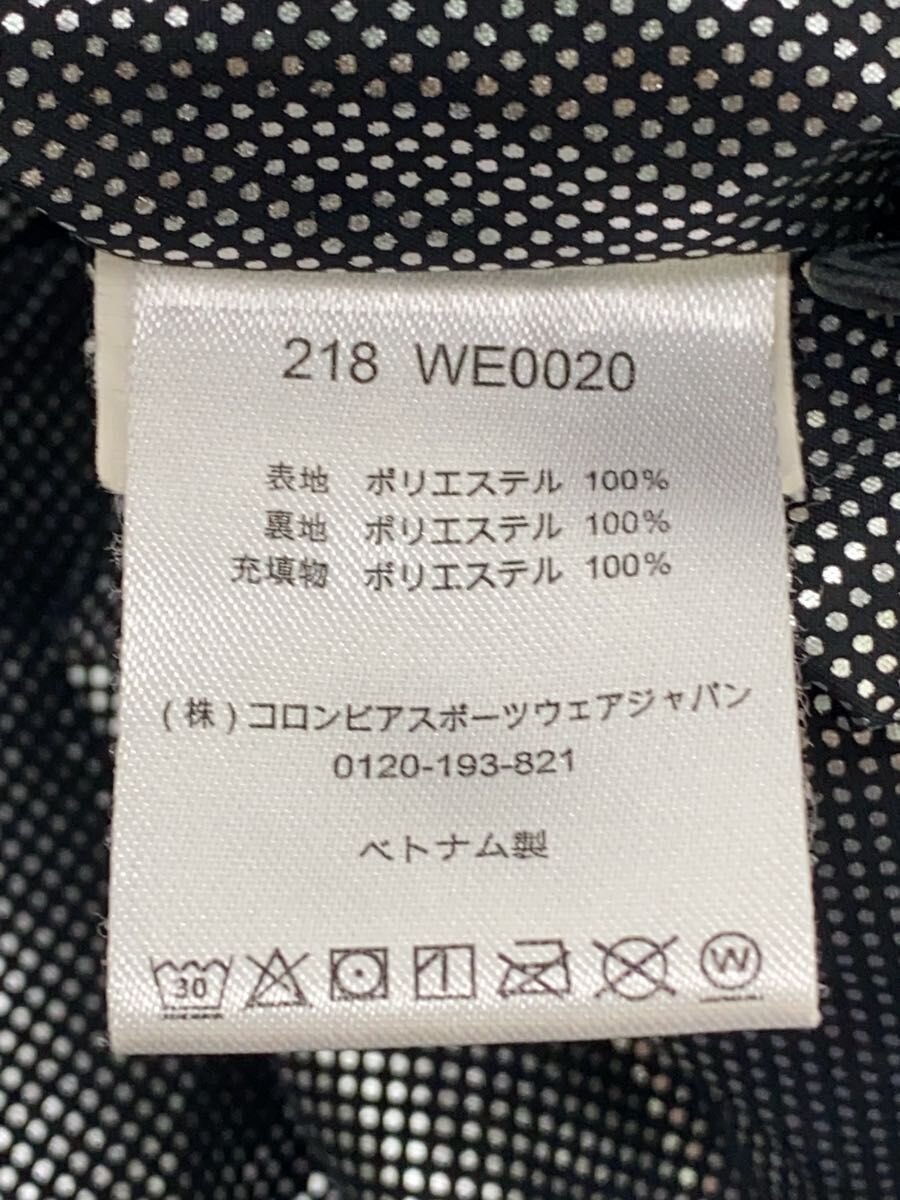 218 WE0020
表地 ポリエステル 100%
裏地 ポリエステル 100%
充填物 ポリエステル 100%
(株)コロンビアスポーツウェアジャパン
0120-193-821
ベトナム製
30 W